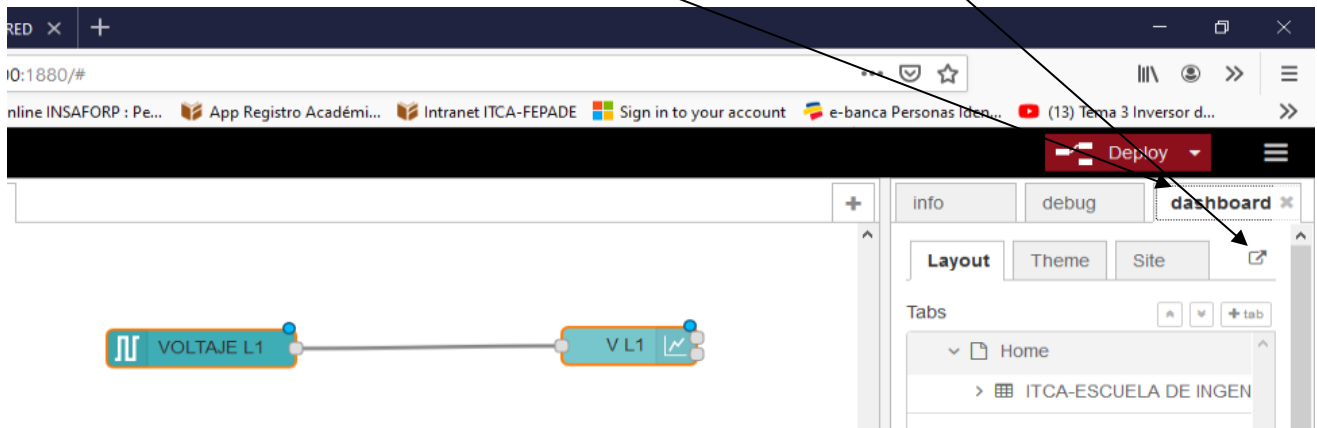 RED
00:1880/#
nline INSAFORP : Pe... App Registro Académi... Intranet ITCA-FEPADE Sign in to your account e-banca Personas Iden... (13) Tema 3 Inversor d...
Deploy
info debug dashboard
Layout Theme Site
Tabs tab
Home
ITCA-ESCUELA DE INGEN
VOLTAJE L1 V L1